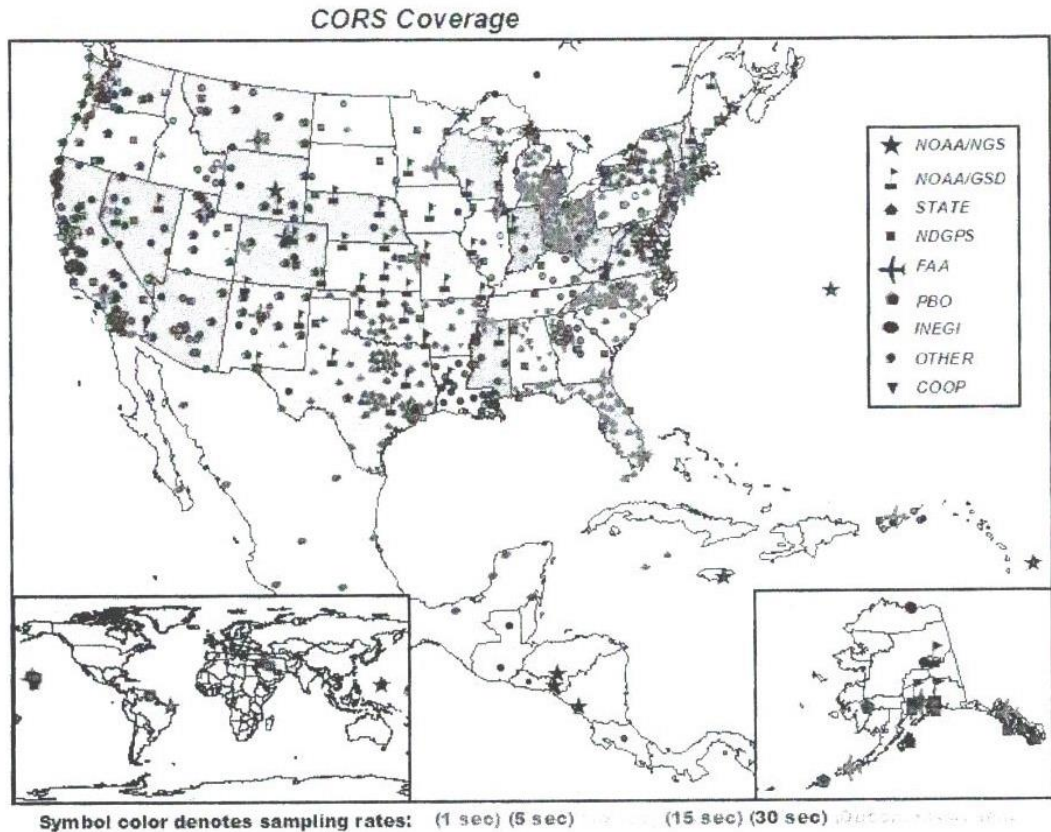 CORS Coverage
NOAA/NGS
NOAA/GSD
STATE
NDGPS
FAA
PBO
INEGI
OTHER
COOP
Symbol color denotes sampling rates: (1 sec) (5 sec) (15 sec) (30 sec)